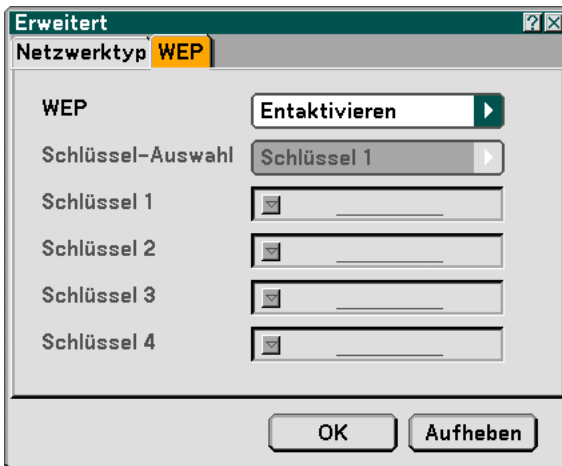 Erweitert
Netzwerktyp WEP
WEP Entaktivieren
Schlüssel-Auswahl Schlüssel 1
Schlüssel 1
Schlüssel 2
Schlüssel 3
Schlüssel 4
OK Aufheben